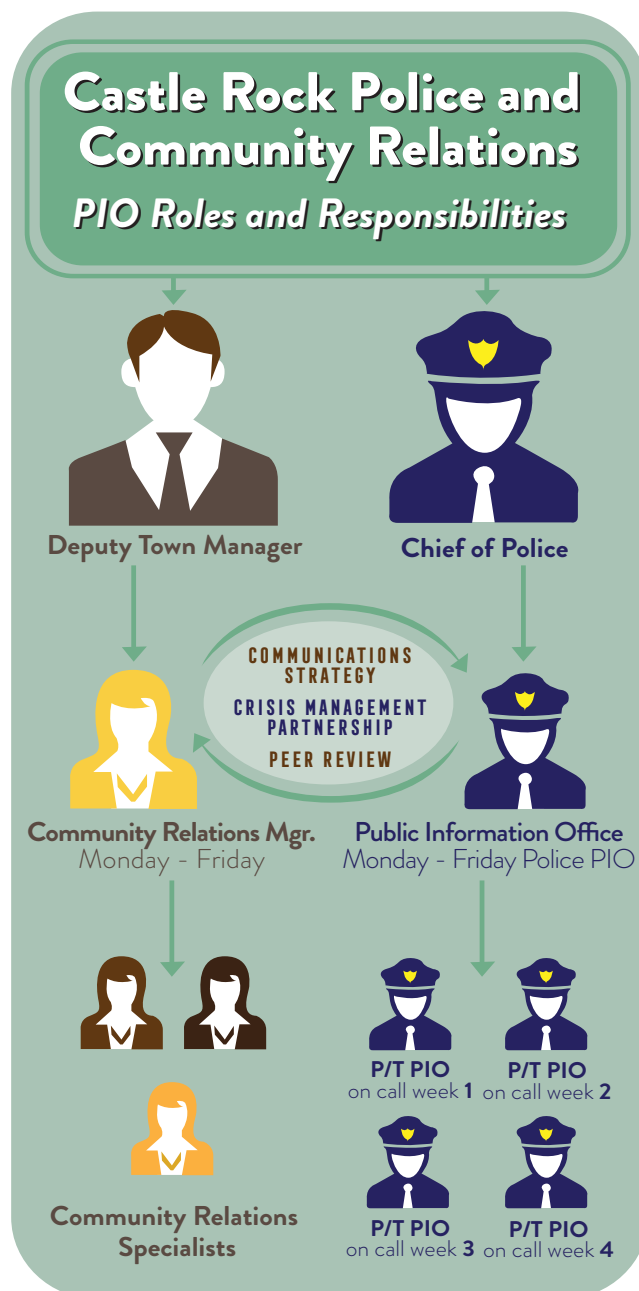 Castle Rock Police and
Community Relations
PIO Roles and Responsibilities
Deputy Town Manager
Chief of Police
COMMUNICATIONS
STRATEGY
CRISIS MANAGEMENT
PARTNERSHIP
PEER REVIEW
Community Relations Mgr.
Monday - Friday
Public Information Office
Monday - Friday Police PIO
P/T PIO
on call week 1
P/T PIO
on call week 2
P/T PIO
on call week 3
P/T PIO
on call week 4
Community Relations
Specialists